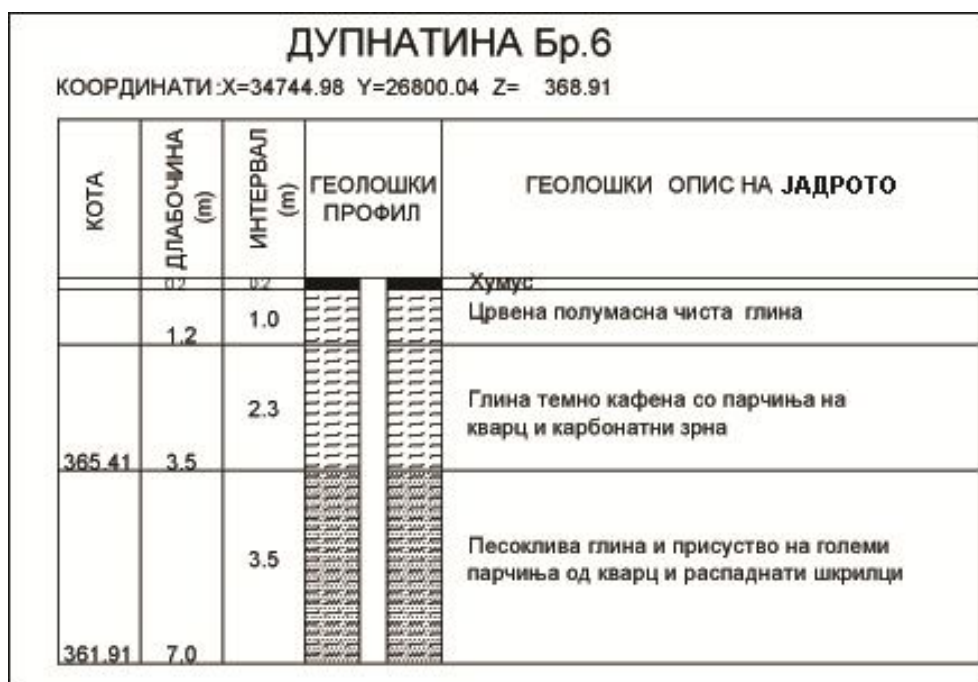 ДУПНАТИНА Бр.6
КООРДИНАТИ:X=34744.98 Y=26800.04 Z= 368.91
КОТА
ДЛАБОЧИНА
(m)
ИНТЕРВАЛ
(m)
ГЕОЛОШКИ
ПРОФИЛ
ГЕОЛОШКИ ОПИС НА ЈАДРОТО
0.2 0.2 Хумус
1.2 1.0 Црвена полумасна чиста глина
2.3 Глина темно кафена со парчиња на
кварц и карбонатни зрна
365.41 3.5
3.5 Песоклива глина и присуство на големи
парчиња од кварц и распаднати шкрилци
361.91 7.0